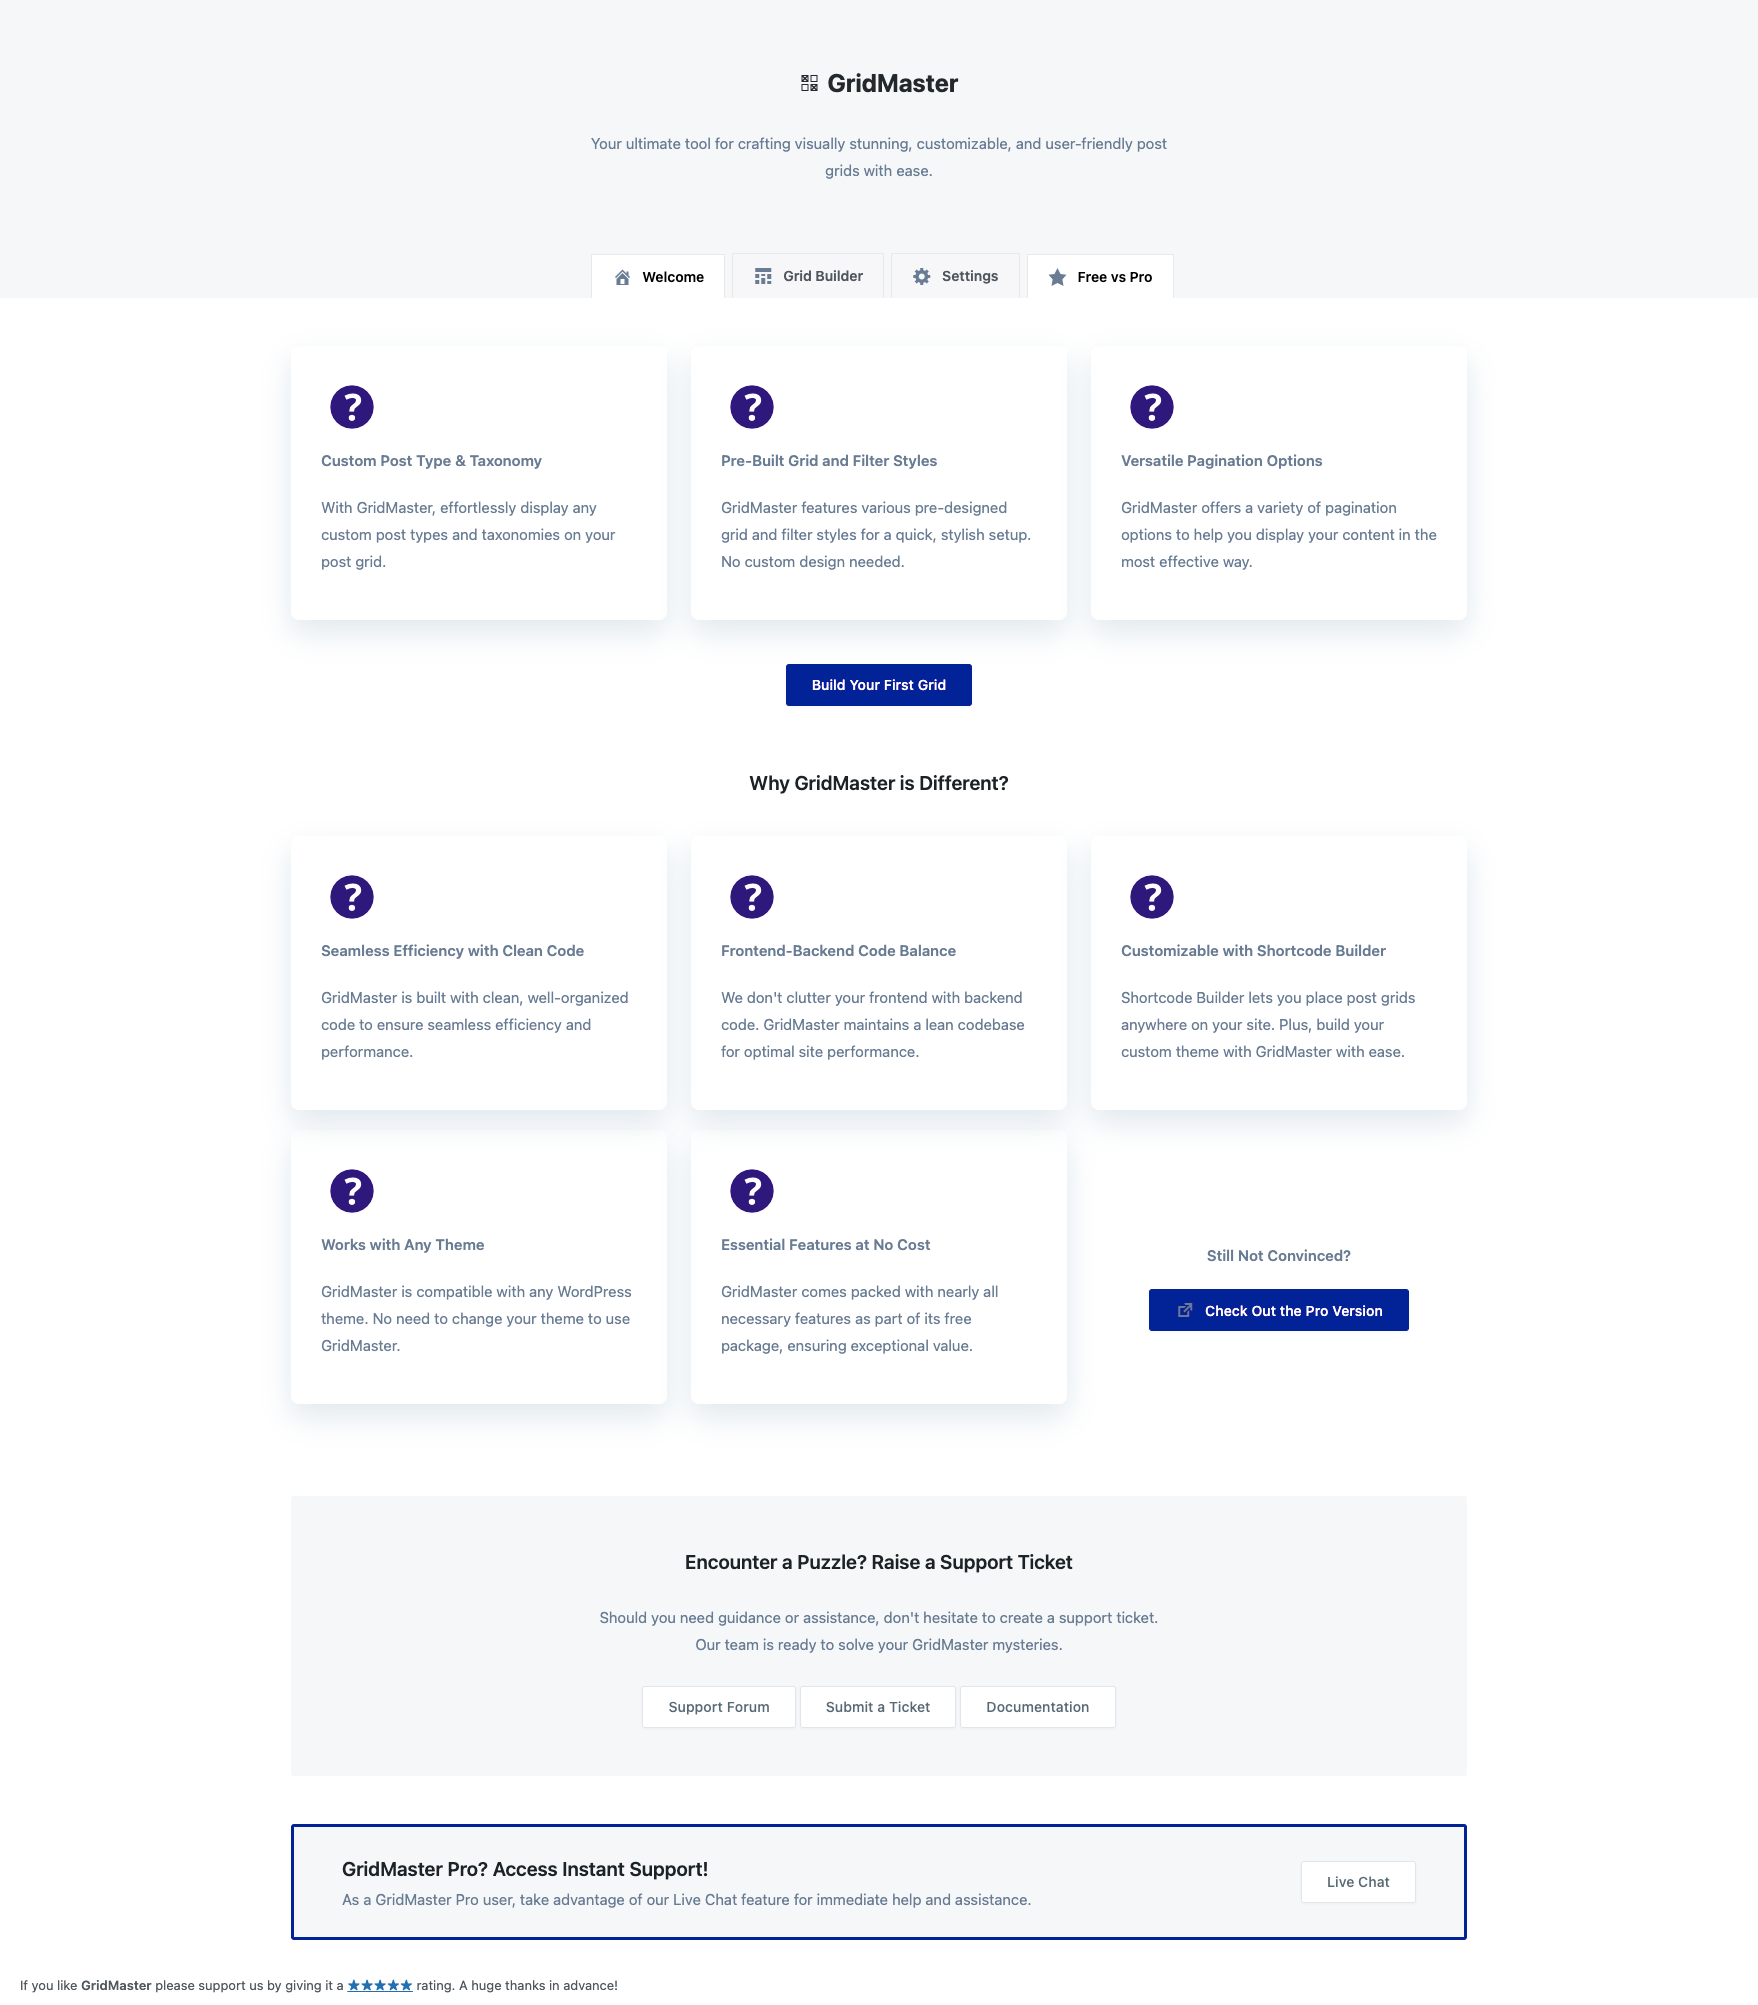 GridMaster
Your ultimate tool for crafting visually stunning, customizable, and user-friendly post
grids with ease.
Welcome
Grid Builder
Settings
Free vs Pro
Custom Post Type & Taxonomy
With GridMaster, effortlessly display any
custom post types and taxonomies on your
post grid.
Pre-Built Grid and Filter Styles
GridMaster features various pre-designed
grid and filter styles for a quick, stylish setup.
No custom design needed.
Versatile Pagination Options
GridMaster offers a variety of pagination
options to help you display your content in the
most effective way.
Build Your First Grid
Why GridMaster is Different?
Seamless Efficiency with Clean Code
GridMaster is built with clean, well-organized
code to ensure seamless efficiency and
performance.
Frontend-Backend Code Balance
We don't clutter your frontend with backend
code. GridMaster maintains a lean codebase
for optimal site performance.
Customizable with Shortcode Builder
Shortcode Builder lets you place post grids
anywhere on your site. Plus, build your
custom theme with GridMaster with ease.
Works with Any Theme
GridMaster is compatible with any WordPress
theme. No need to change your theme to use
GridMaster.
Essential Features at No Cost
GridMaster comes packed with nearly all
necessary features as part of its free
package, ensuring exceptional value.
Still Not Convinced?
Check Out the Pro Version
Encounter a Puzzle? Raise a Support Ticket
Should you need guidance or assistance, don't hesitate to create a support ticket.
Our team is ready to solve your GridMaster mysteries.
Support Forum
Submit a Ticket
Documentation
GridMaster Pro? Access Instant Support!
As a GridMaster Pro user, take advantage of our Live Chat feature for immediate help and assistance.
Live Chat
If you like GridMaster please support us by giving it a ★★★★★ rating. A huge thanks in advance!